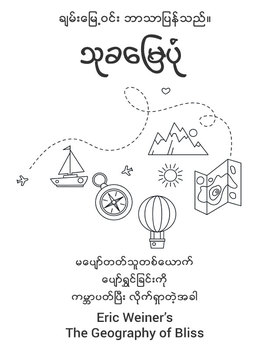 ချမ်းမြေ့ဝင်း ဘာသာပြန်သည်။
သုခမြေပုံ
မပျော်တတ်သူတစ်ယောက်
ပျော်ရွှင်ခြင်းကို
ကမ္ဘာပတ်ပြီး လိုက်ရှာတဲ့အခါ
Eric Weiner's
The Geography of Bliss